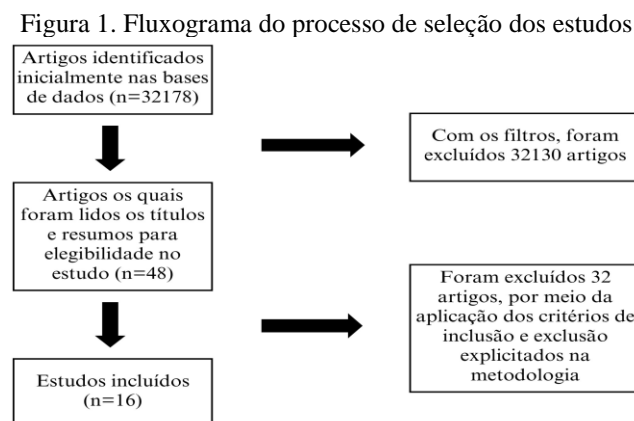 Figura 1. Fluxograma do processo de seleção dos estudos
Artigos identificados
inicialmente nas bases
de dados (n=32178)
Com os filtros, foram
excluídos 32130 artigos
Artigos os quais
foram lidos os títulos
e resumos para
elegibilidade no
estudo (n=48)
Foram excluídos 32
artigos, por meio da
aplicação dos critérios de
inclusão e exclusão
explicitados na
metodologia
Estudos incluídos
(n=16)